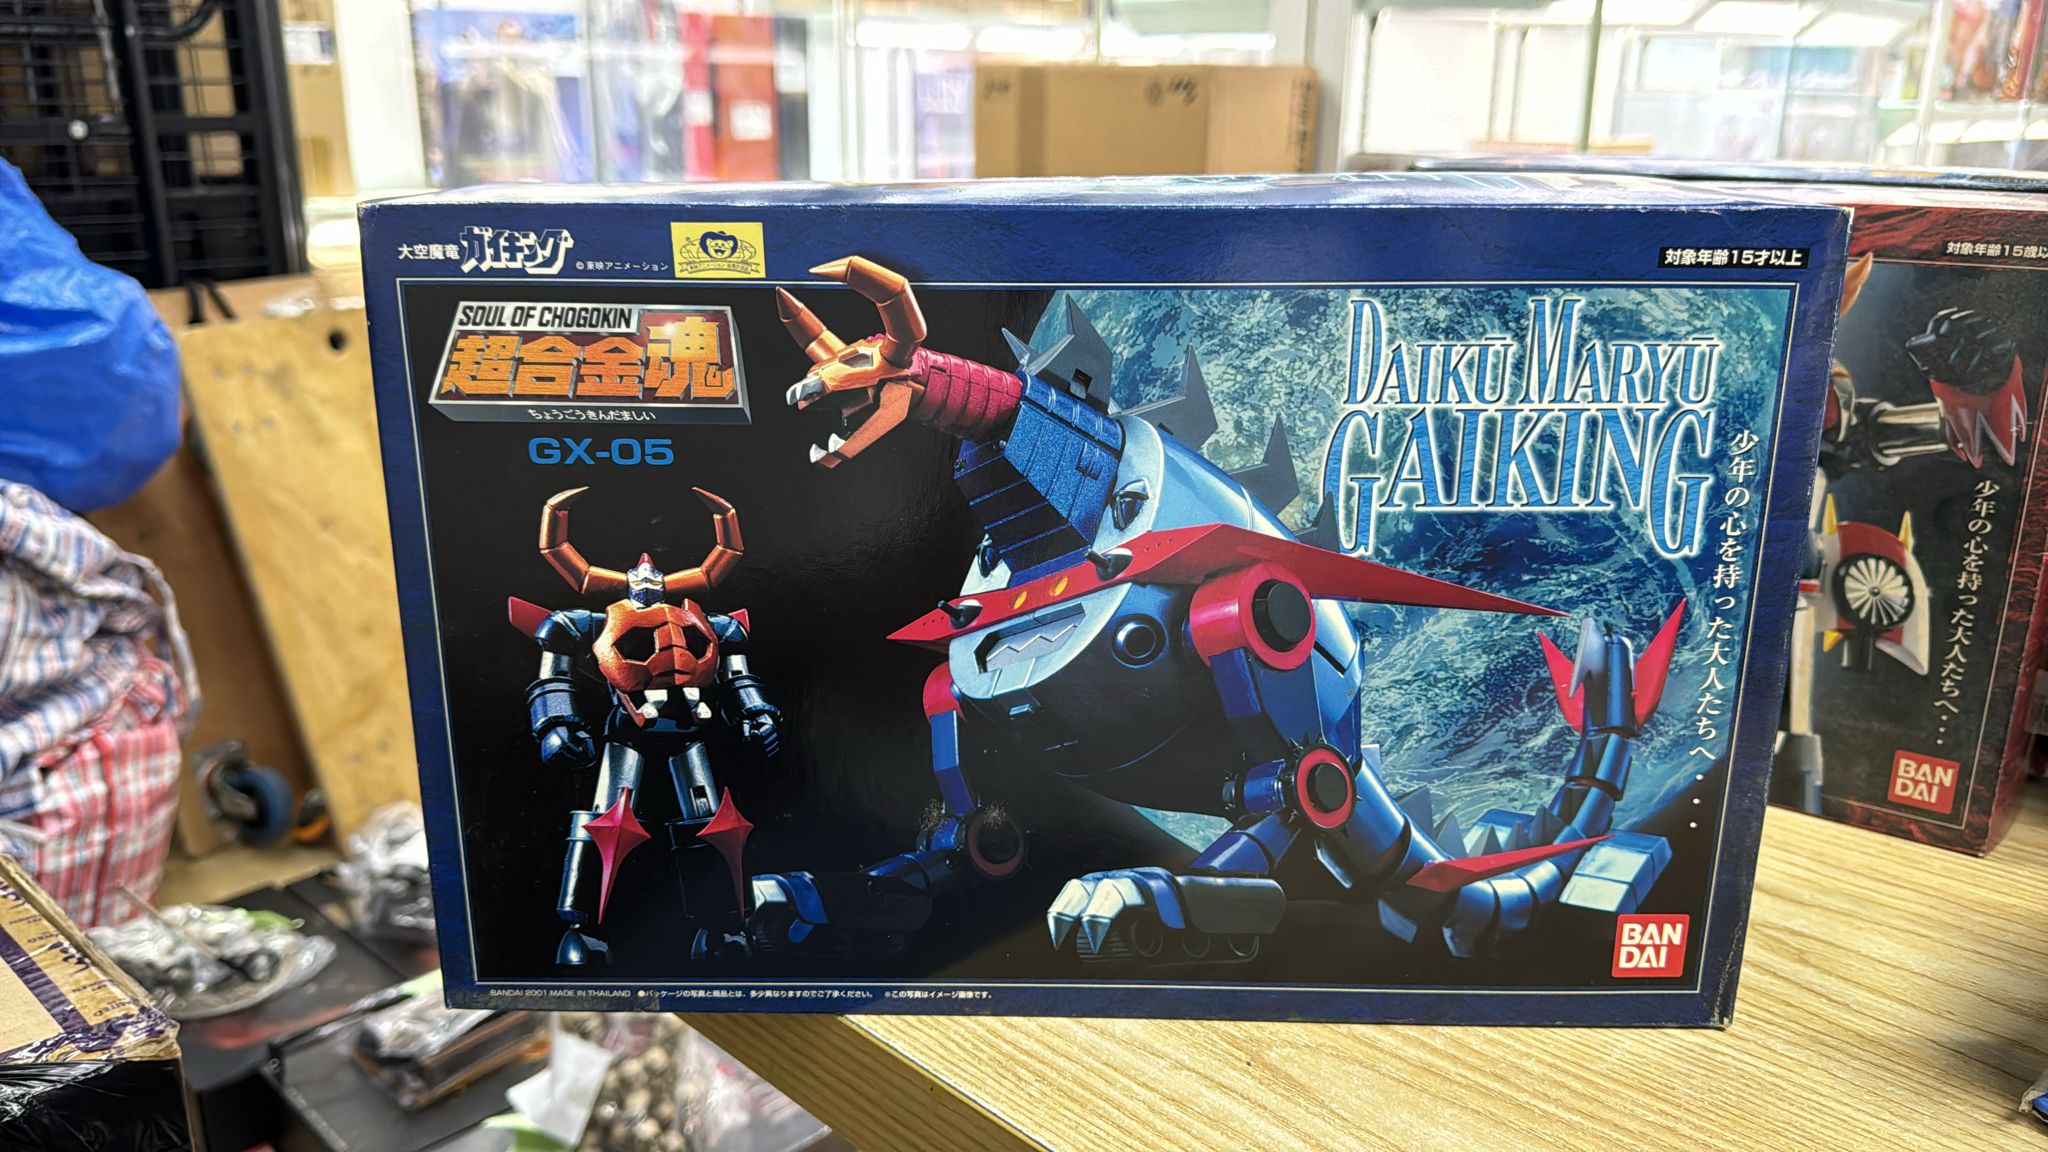 大空魔竜 ガイキング ©東映アニメーション
対象年齢15才以上
SOUL OF CHOGOKIN
超合金魂
ちょうごうきんだましい
GX-05
DAIKŪ MARYŪ
GAIKING
少年の心を持った大人たちへ・・・・
BAN
DAI
BANDAI 2001 MADE IN THAILAND ●パッケージの写真と商品とは、多少異なりますのでご了承ください。 ※この写真はイメージ画像です。
対象年齢15歳以
少年の心を持った大人たちへ・・・
BAN
DAI